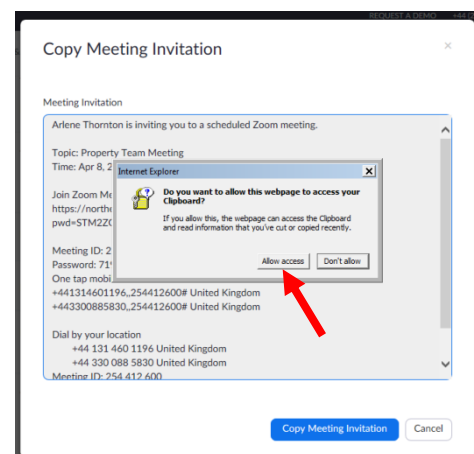 REQUEST A DEMO
Copy Meeting Invitation
×
Meeting Invitation
Arlene Thornton is inviting you to a scheduled Zoom meeting.
Topic: Property Team Meeting
Time: Apr 8, 2
Internet Explorer
X
Do you want to allow this webpage to access your
Clipboard?
If you allow this, the webpage can access the Clipboard
and read information that you've cut or copied recently.
Allow access
Don't allow
Join Zoom Me
https://northe
pwd=STM2Z
Meeting ID: 2
Password: 71
One tap mobi
+441314601196,,254412600# United Kingdom
+443300885830,,254412600# United Kingdom
Dial by your location
+44 131 460 1196 United Kingdom
+44 330 088 5830 United Kingdom
Meeting ID: 254 412 600
Copy Meeting Invitation
Cancel